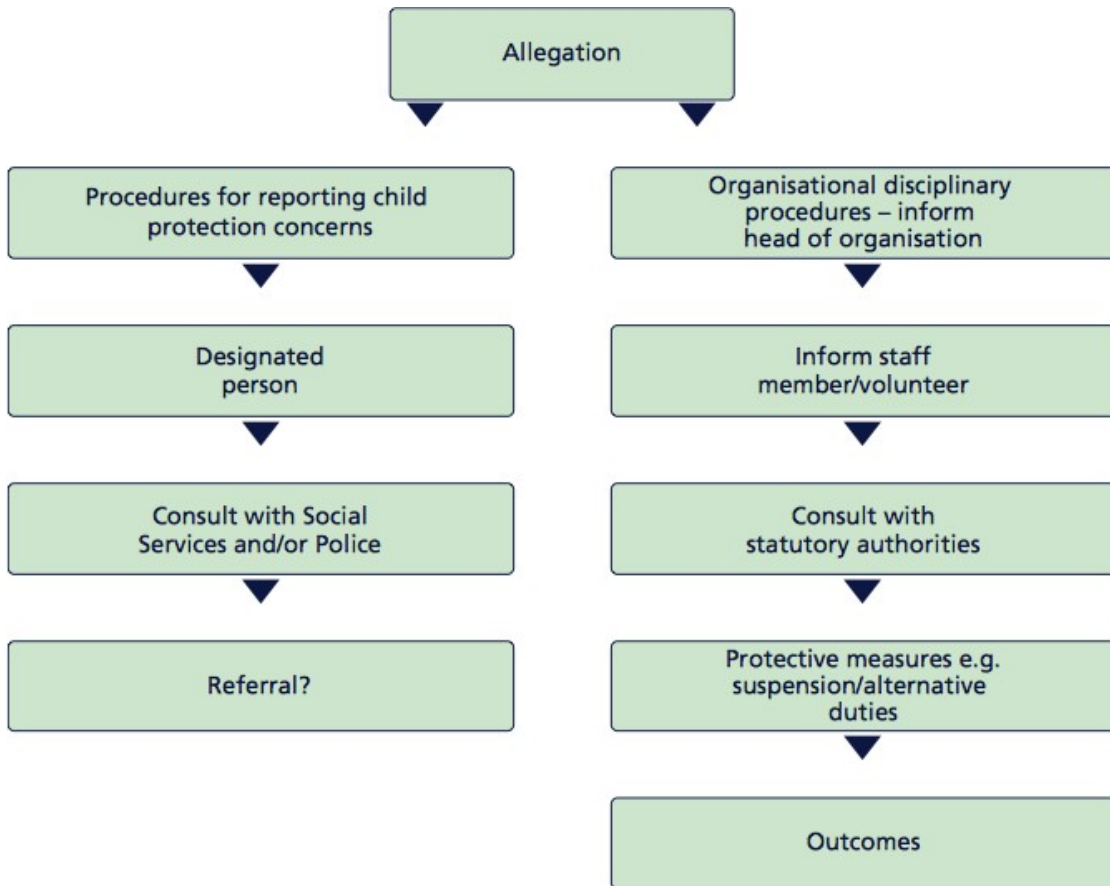 Allegation
Procedures for reporting child
protection concerns
Organisational disciplinary
procedures – inform
head of organisation
Designated
person
Inform staff
member/volunteer
Consult with Social
Services and/or Police
Consult with
statutory authorities
Referral?
Protective measures e.g.
suspension/alternative
duties
Outcomes